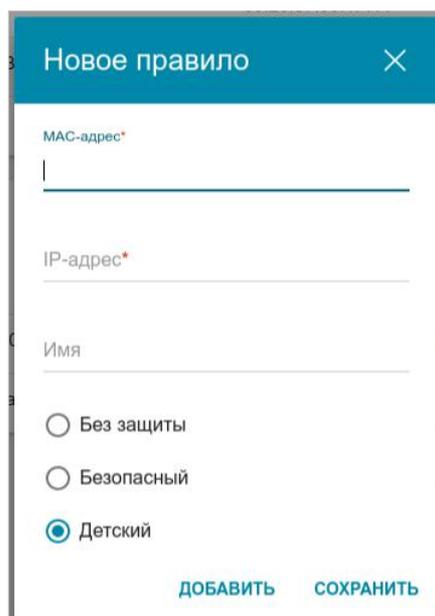 Новое правило
MAC-адрес*
IP-адрес*
Имя
Без защиты
Безопасный
Детский
ДОБАВИТЬ СОХРАНИТЬ